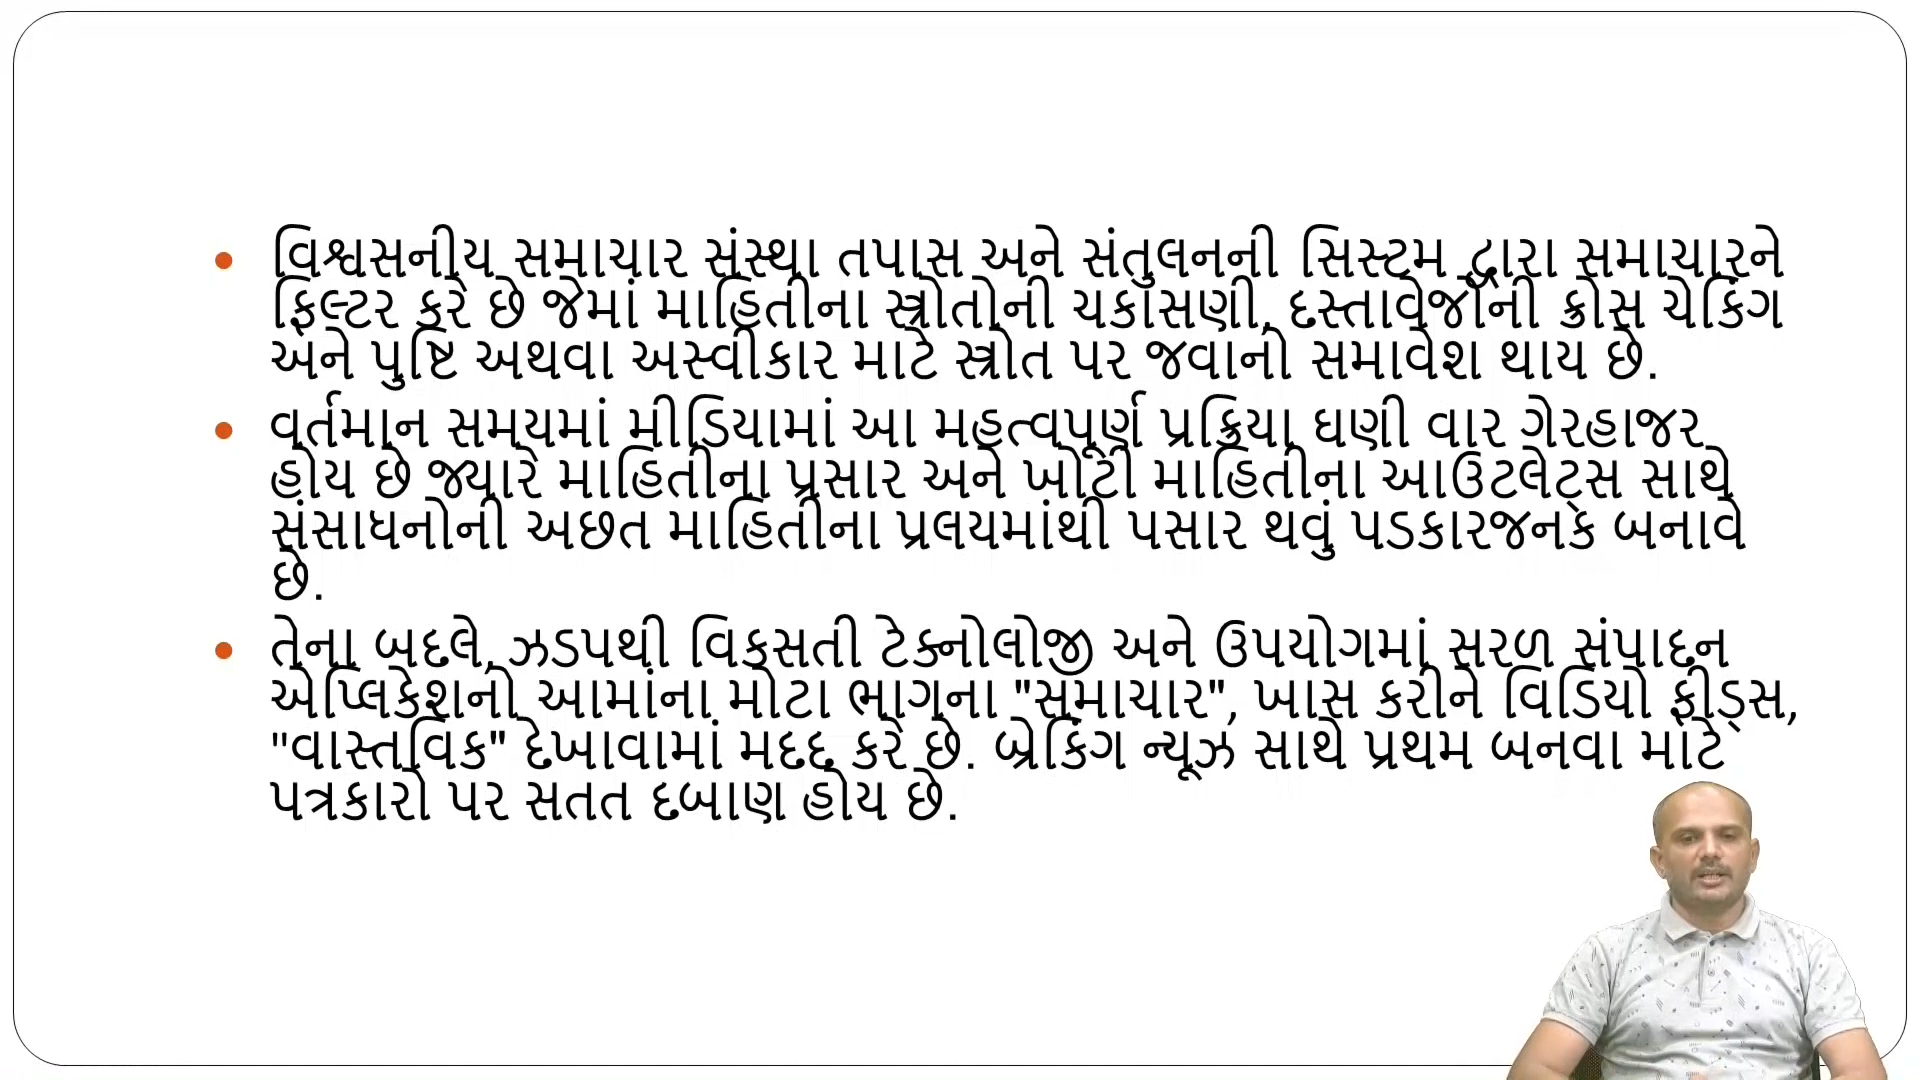 વિશ્વસનીય સમાચાર સંસ્થા તપાસ અને સંતુલનની સિસ્ટમ દ્વારા સમાચારને
ફિલ્ટર કરે છે જેમાં માહિતીના સ્ત્રોતોની ચકાસણી, દસ્તાવેજોની ક્રોસ ચેકિંગ
અને પુષ્ટિ અથવા અસ્વીકાર માટે સ્ત્રોત પર જવાનો સમાવેશ થાય છે.
વર્તમાન સમયમાં મીડિયામાં આ મહત્વપૂર્ણ પ્રક્રિયા ઘણી વાર ગેરહાજર
હોય છે જ્યારે માહિતીના પ્રસાર અને ખોટી માહિતીના આઉટલેટ્સ સાથે
સંસાધનોની અછત માહિતીના પ્રલયમાંથી પસાર થવું પડકારજનક બનાવે
છે.
તેના બદલે, ઝડપથી વિકસતી ટેક્નોલોજી અને ઉપયોગમાં સરળ સંપાદન
એપ્લિકેશનો આમાંના મોટા ભાગના "સમાચાર", ખાસ કરીને વિડિયો ફીડ્સ,
"વાસ્તવિક" દેખાવામાં મદદ કરે છે. બ્રેકિંગ ન્યૂઝ સાથે પ્રથમ બનવા માટે
પત્રકારો પર સતત દબાણ હોય છે.